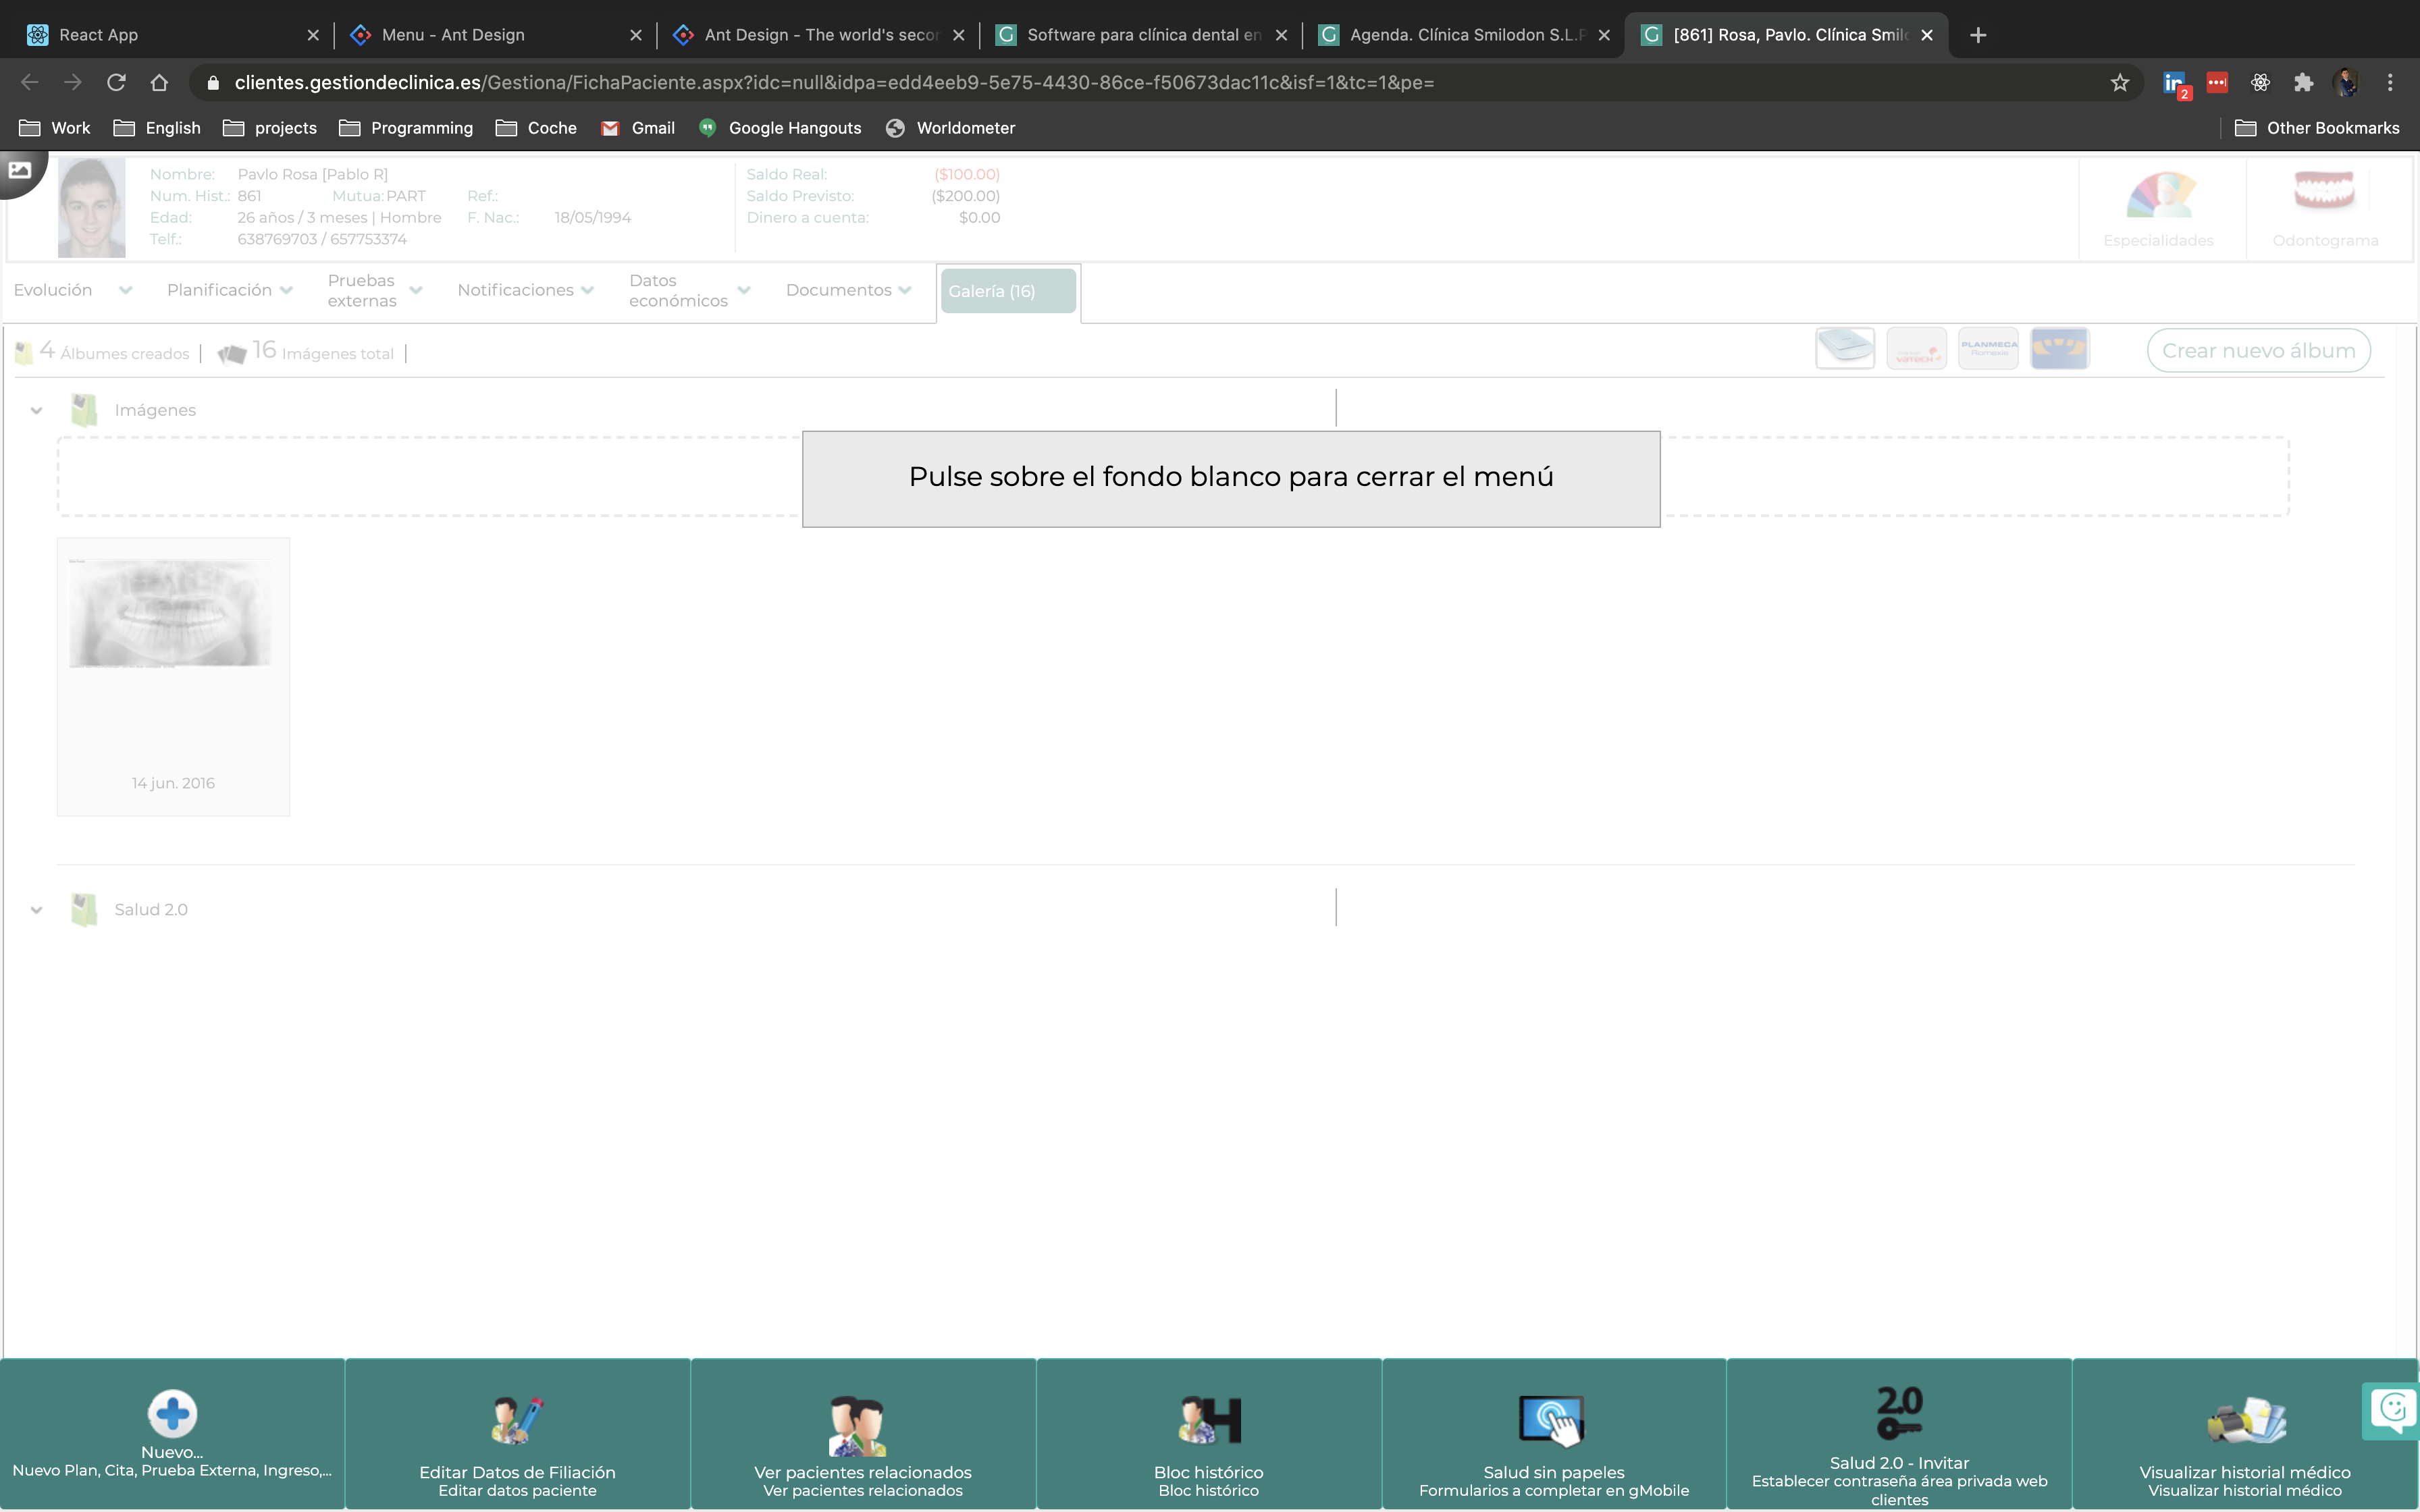 React App
Menu - Ant Design
Ant Design - The world's secon
Software para clínica dental en
Agenda. Clínica Smilodon S.L.P
[861] Rosa, Pavlo. Clínica Smilo
clientes.gestiondeclinica.es/Gestiona/FichaPaciente.aspx?idc=null&idpa=edd4eeb9-5e75-4430-86ce-f50673dac11c&isf=1&tc=1&pe=
2
Work
English
projects
Programming
Coche
Gmail
Google Hangouts
Worldometer
Other Bookmarks
Nombre: Pavlo Rosa [Pablo R]
Num. Hist.: 861 Mutua: PART Ref.:
Edad: 26 años / 3 meses | Hombre F. Nac.: 18/05/1994
Telf.: 638769703 / 657753374
Saldo Real: ($100.00)
Saldo Previsto: ($200.00)
Dinero a cuenta: $0.00
Especialidades
Odontograma
Evolución
Planificación
Pruebas
externas
Notificaciones
Datos
económicos
Documentos
Galería (16)
4 Álbumes creados
16 Imágenes total
vatech
PLANMECA
Romexis
Crear nuevo álbum
Imágenes
Pulse sobre el fondo blanco para cerrar el menú
14 jun. 2016
Salud 2.0
Nuevo...
Nuevo Plan, Cita, Prueba Externa, Ingreso,...
Editar Datos de Filiación
Editar datos paciente
Ver pacientes relacionados
Ver pacientes relacionados
H
Bloc histórico
Bloc histórico
Salud sin papeles
Formularios a completar en gMobile
2.0
Salud 2.0 - Invitar
Establecer contraseña área privada web
clientes
Visualizar historial médico
Visualizar historial médico